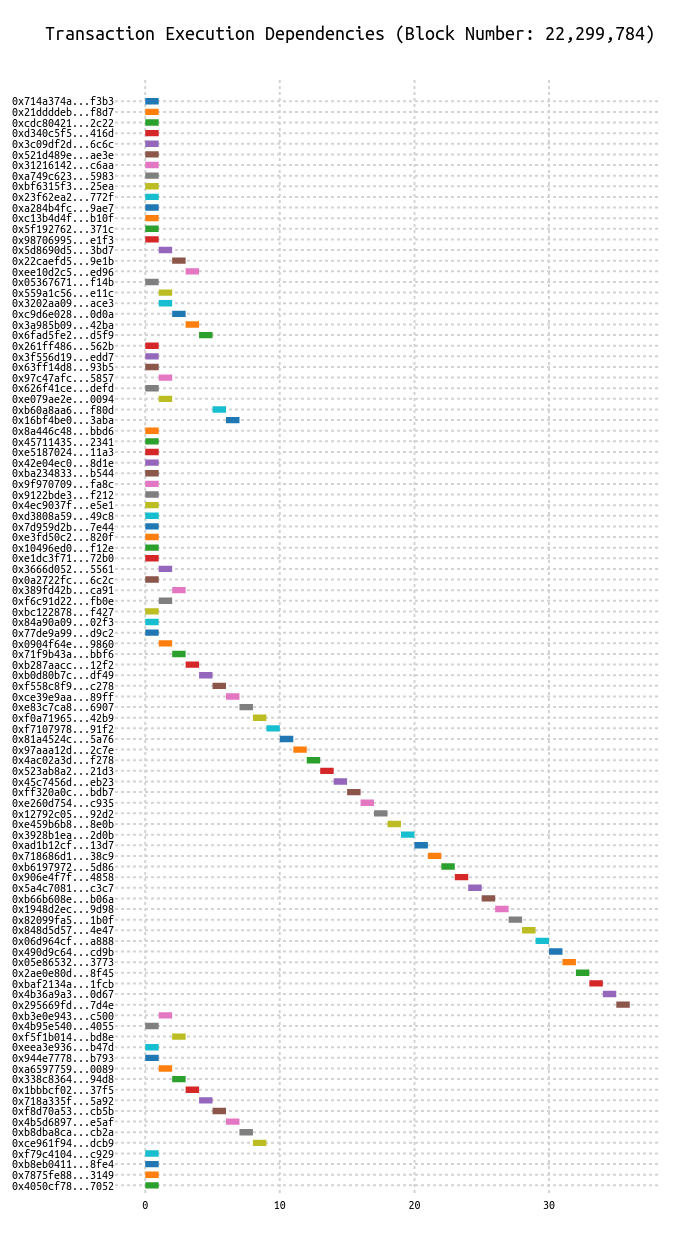 Transaction Execution Dependencies (Block Number: 22,299,784)
0x714a374a...f3b3
0x21ddddeb...f8d7
0xcdc80421...2c22
0xd340c5f5...416d
0x3c09df2d...6c6c
0x521d489e...ae3e
0x31216142...c6aa
0xa749c623...5983
0xbf6315f3...25ea
0x23f62ea2...772f
0xa284b4fc...9ae7
0xc13b4d4f...b10f
0x5f192762...371c
0x98706995...e1f3
0x5d8690d5...3bd7
0x22caefd5...9e1b
0xee10d2c5...ed96
0x05367671...f14b
0x559a1c56...e11c
0x3202aa09...ace3
0xc9d6e028...0d0a
0x3a985b09...42ba
0x6fad5fe2...d5f9
0x261ff486...562b
0x3f556d19...edd7
0x63ff14d8...93b5
0x97c47afc...5857
0x626f41ce...defd
0xe079ae2e...0094
0xb60a8aa6...f80d
0x16bf4be0...3aba
0x8a446c48...bbd6
0x45711435...2341
0xe5187024...11a3
0x42e04ec0...8d1e
0xba234833...b544
0x9f970709...fa8c
0x9122bde3...f212
0x4ec9037f...e5e1
0xd3808a59...49c8
0x7d959d2b...7e44
0xe3fd50c2...820f
0x10496ed0...f12e
0xe1dc3f71...72b0
0x3666d052...5561
0x0a2722fc...6c2c
0x389fd42b...ca91
0xf6c91d22...fb0e
0xbc122878...f427
0x84a90a09...02f3
0x77de9a99...d9c2
0x0904f64e...9860
0x71f9b43a...bbf6
0xb287aacc...12f2
0xb0d80b7c...df49
0xf558c8f9...c278
0xce39e9aa...89ff
0xe83c7ca8...6907
0xf0a71965...42b9
0xf7107978...91f2
0x81a4524c...5a76
0x97aaa12d...2c7e
0x4ac02a3d...f278
0x523ab8a2...21d3
0x45c7456d...eb23
0xff320a0c...bdb7
0xe260d754...c935
0x12792c05...92d2
0xe459b6b8...8e0b
0x3928b1ea...2d0b
0xad1b12cf...13d7
0x718686d1...38c9
0xb6197972...5d86
0x906e4f7f...4858
0x5a4c7081...c3c7
0xb66b608e...b06a
0x1948d2ec...9d98
0x82099fa5...1b0f
0x848d5d57...4e47
0x06d964cf...a888
0x490d9c64...cd9b
0x05e86532...3773
0x2ae0e80d...8f45
0xbaf2134a...1fcb
0x4b36a9a3...0d67
0x295669fd...7d4e
0xb3e0e943...c500
0x4b95e540...4055
0xf5f1b014...bd8e
0xeea3e936...b47d
0x944e7778...b793
0xa6597759...0089
0x338c8364...94d8
0x1bbbcf02...37f5
0x718a335f...5a92
0xf8d70a53...cb5b
0x4b5d6897...e5af
0xb8dba8ca...cb2a
0xce961f94...dcb9
0xf79c4104...c929
0xb8eb0411...8fe4
0x7875fe88...3149
0x4050cf78...7052
0 10 20 30